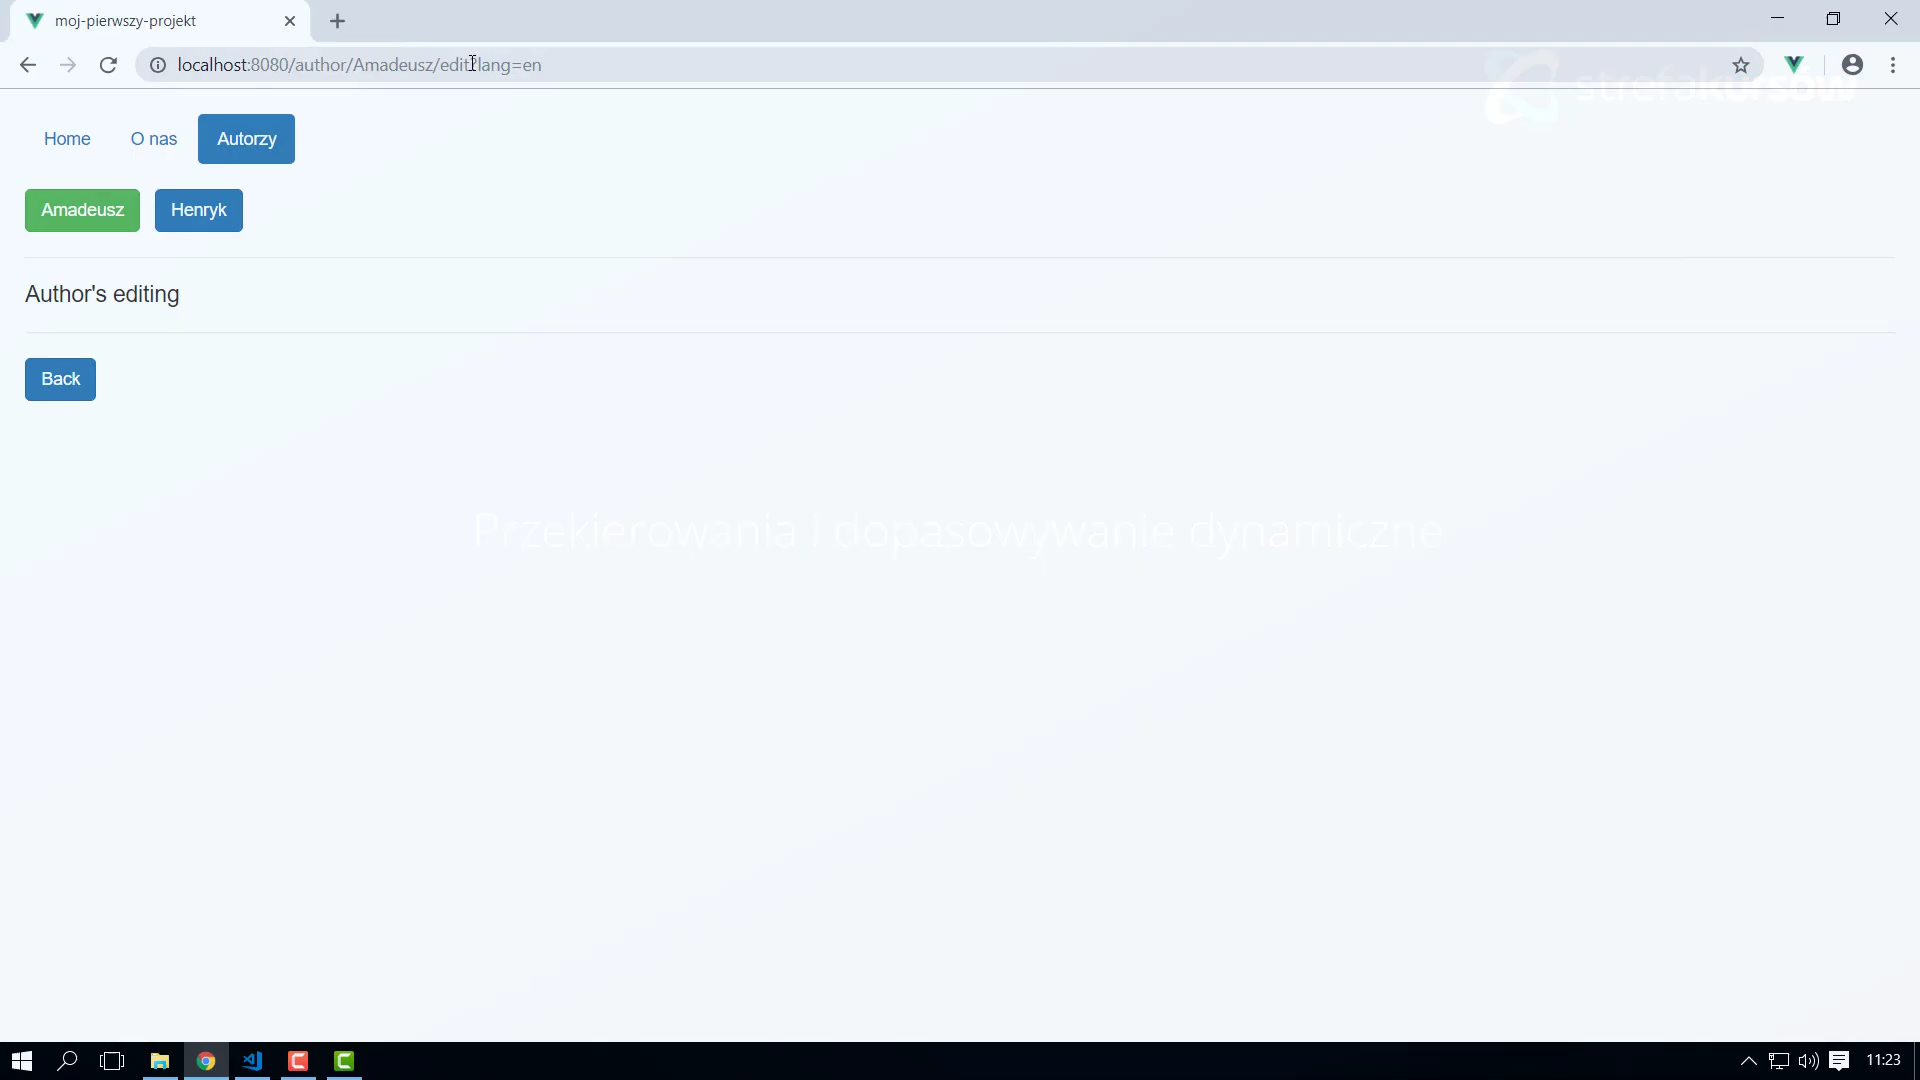 moj-pierwszy-projekt
localhost:8080/author/Amadeusz/edit?lang=en
strefakursów
Home O nas Autorzy
Amadeusz Henryk
Author's editing
Back
Przekierowania i dopasowywanie dynamiczne
11:23